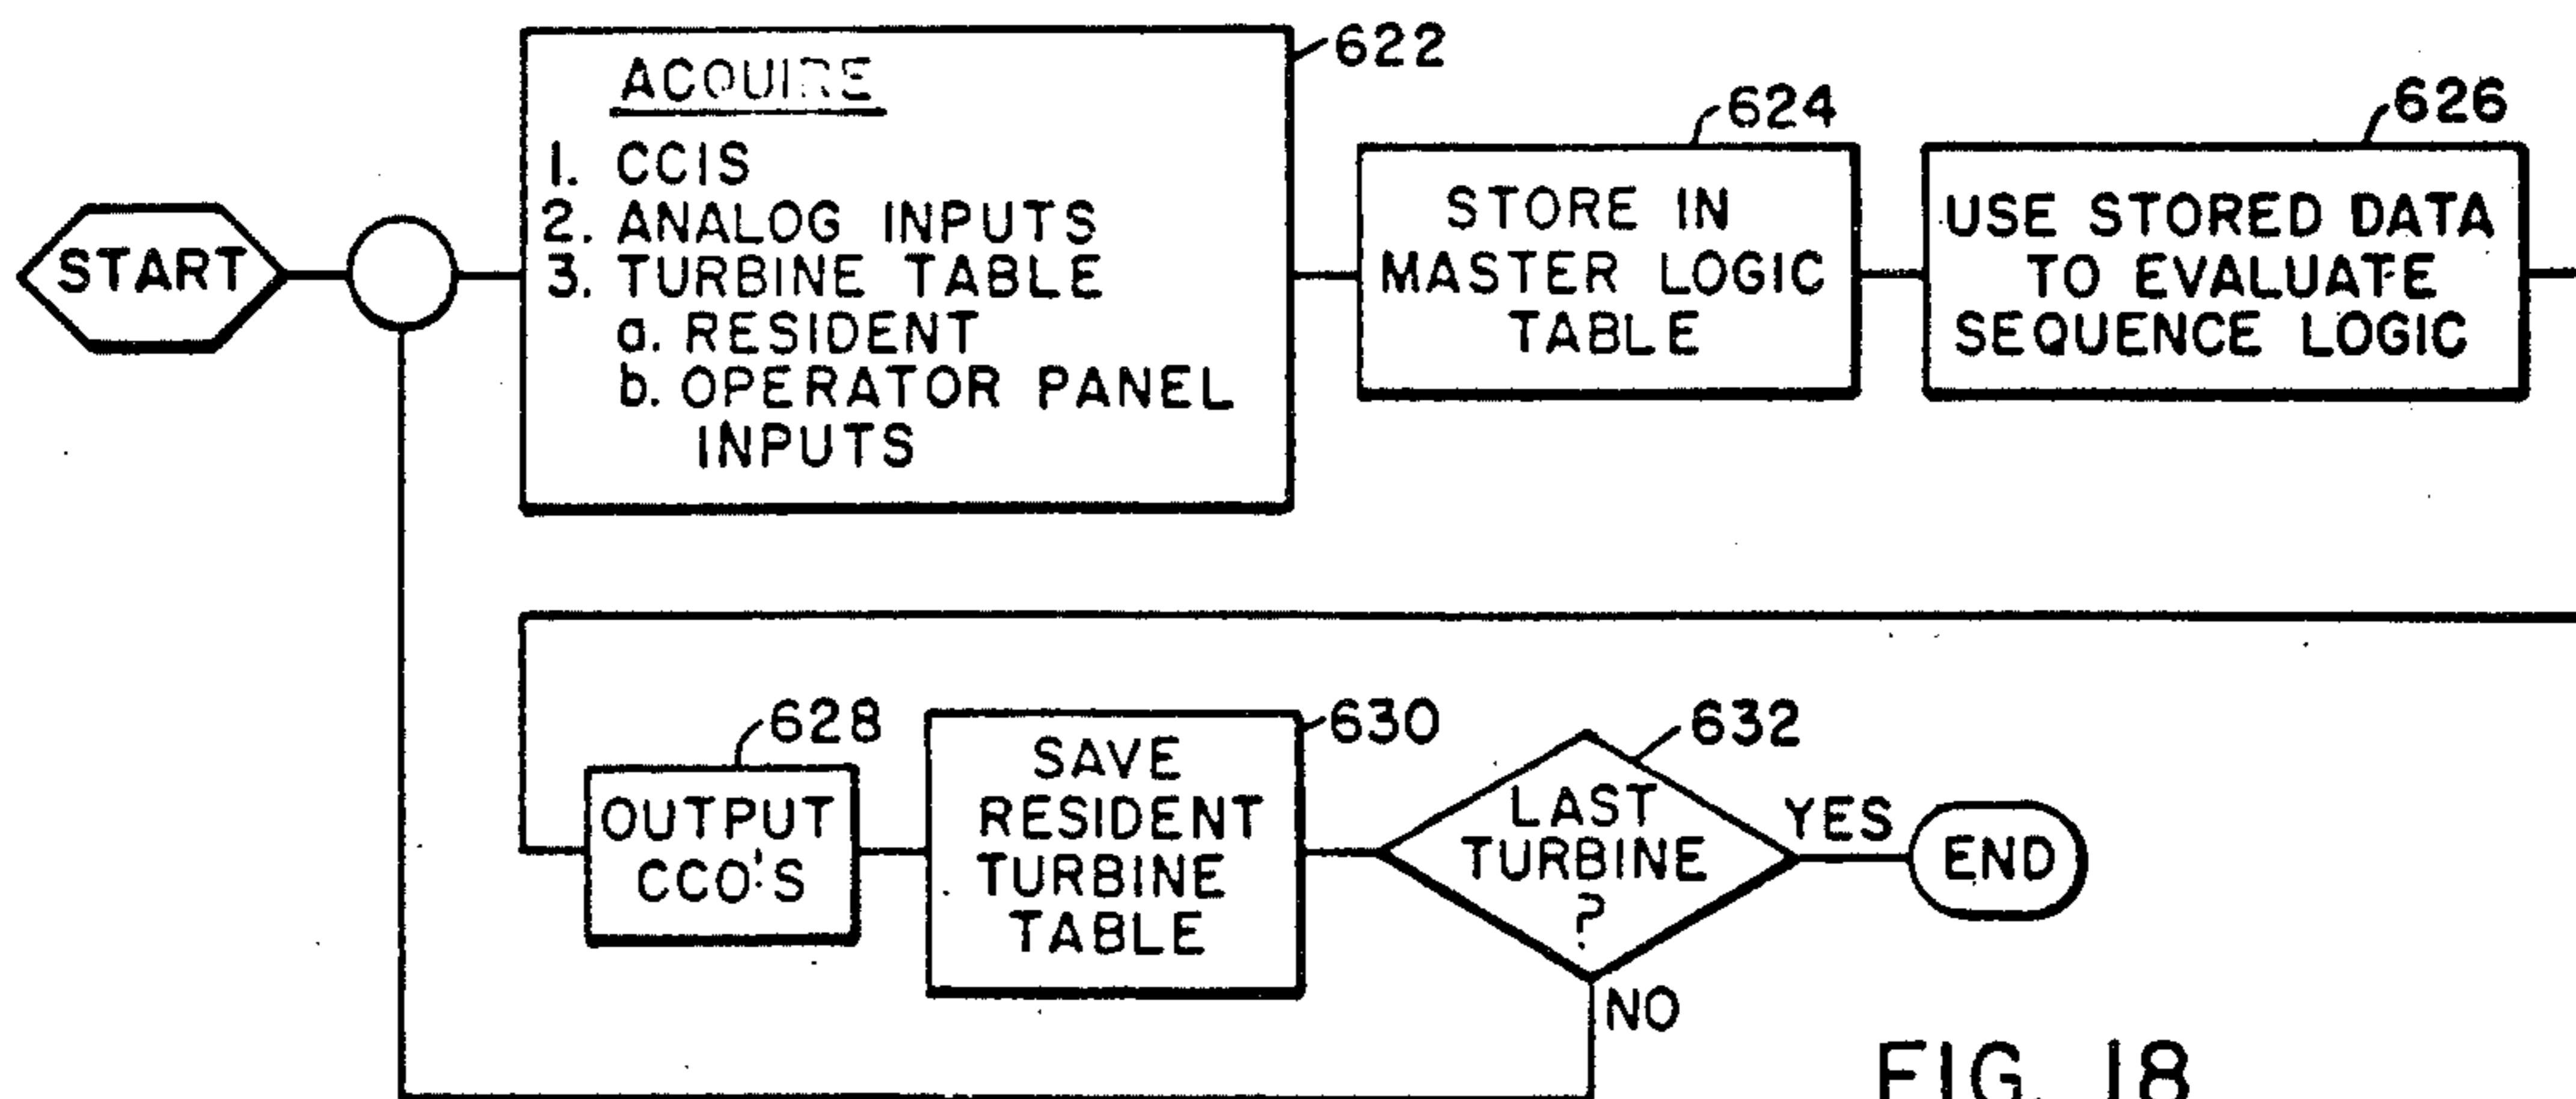 622
ACQUIRE
1. CCIS
2. ANALOG INPUTS
3. TURBINE TABLE
a. RESIDENT
b. OPERATOR PANEL
INPUTS
START
624
STORE IN
MASTER LOGIC
TABLE
626
USE STORED DATA
TO EVALUATE
SEQUENCE LOGIC
628
OUTPUT
CCO'S
630
SAVE
RESIDENT
TURBINE
TABLE
632
LAST
TURBINE
?
YES
END
NO
FIG. 18